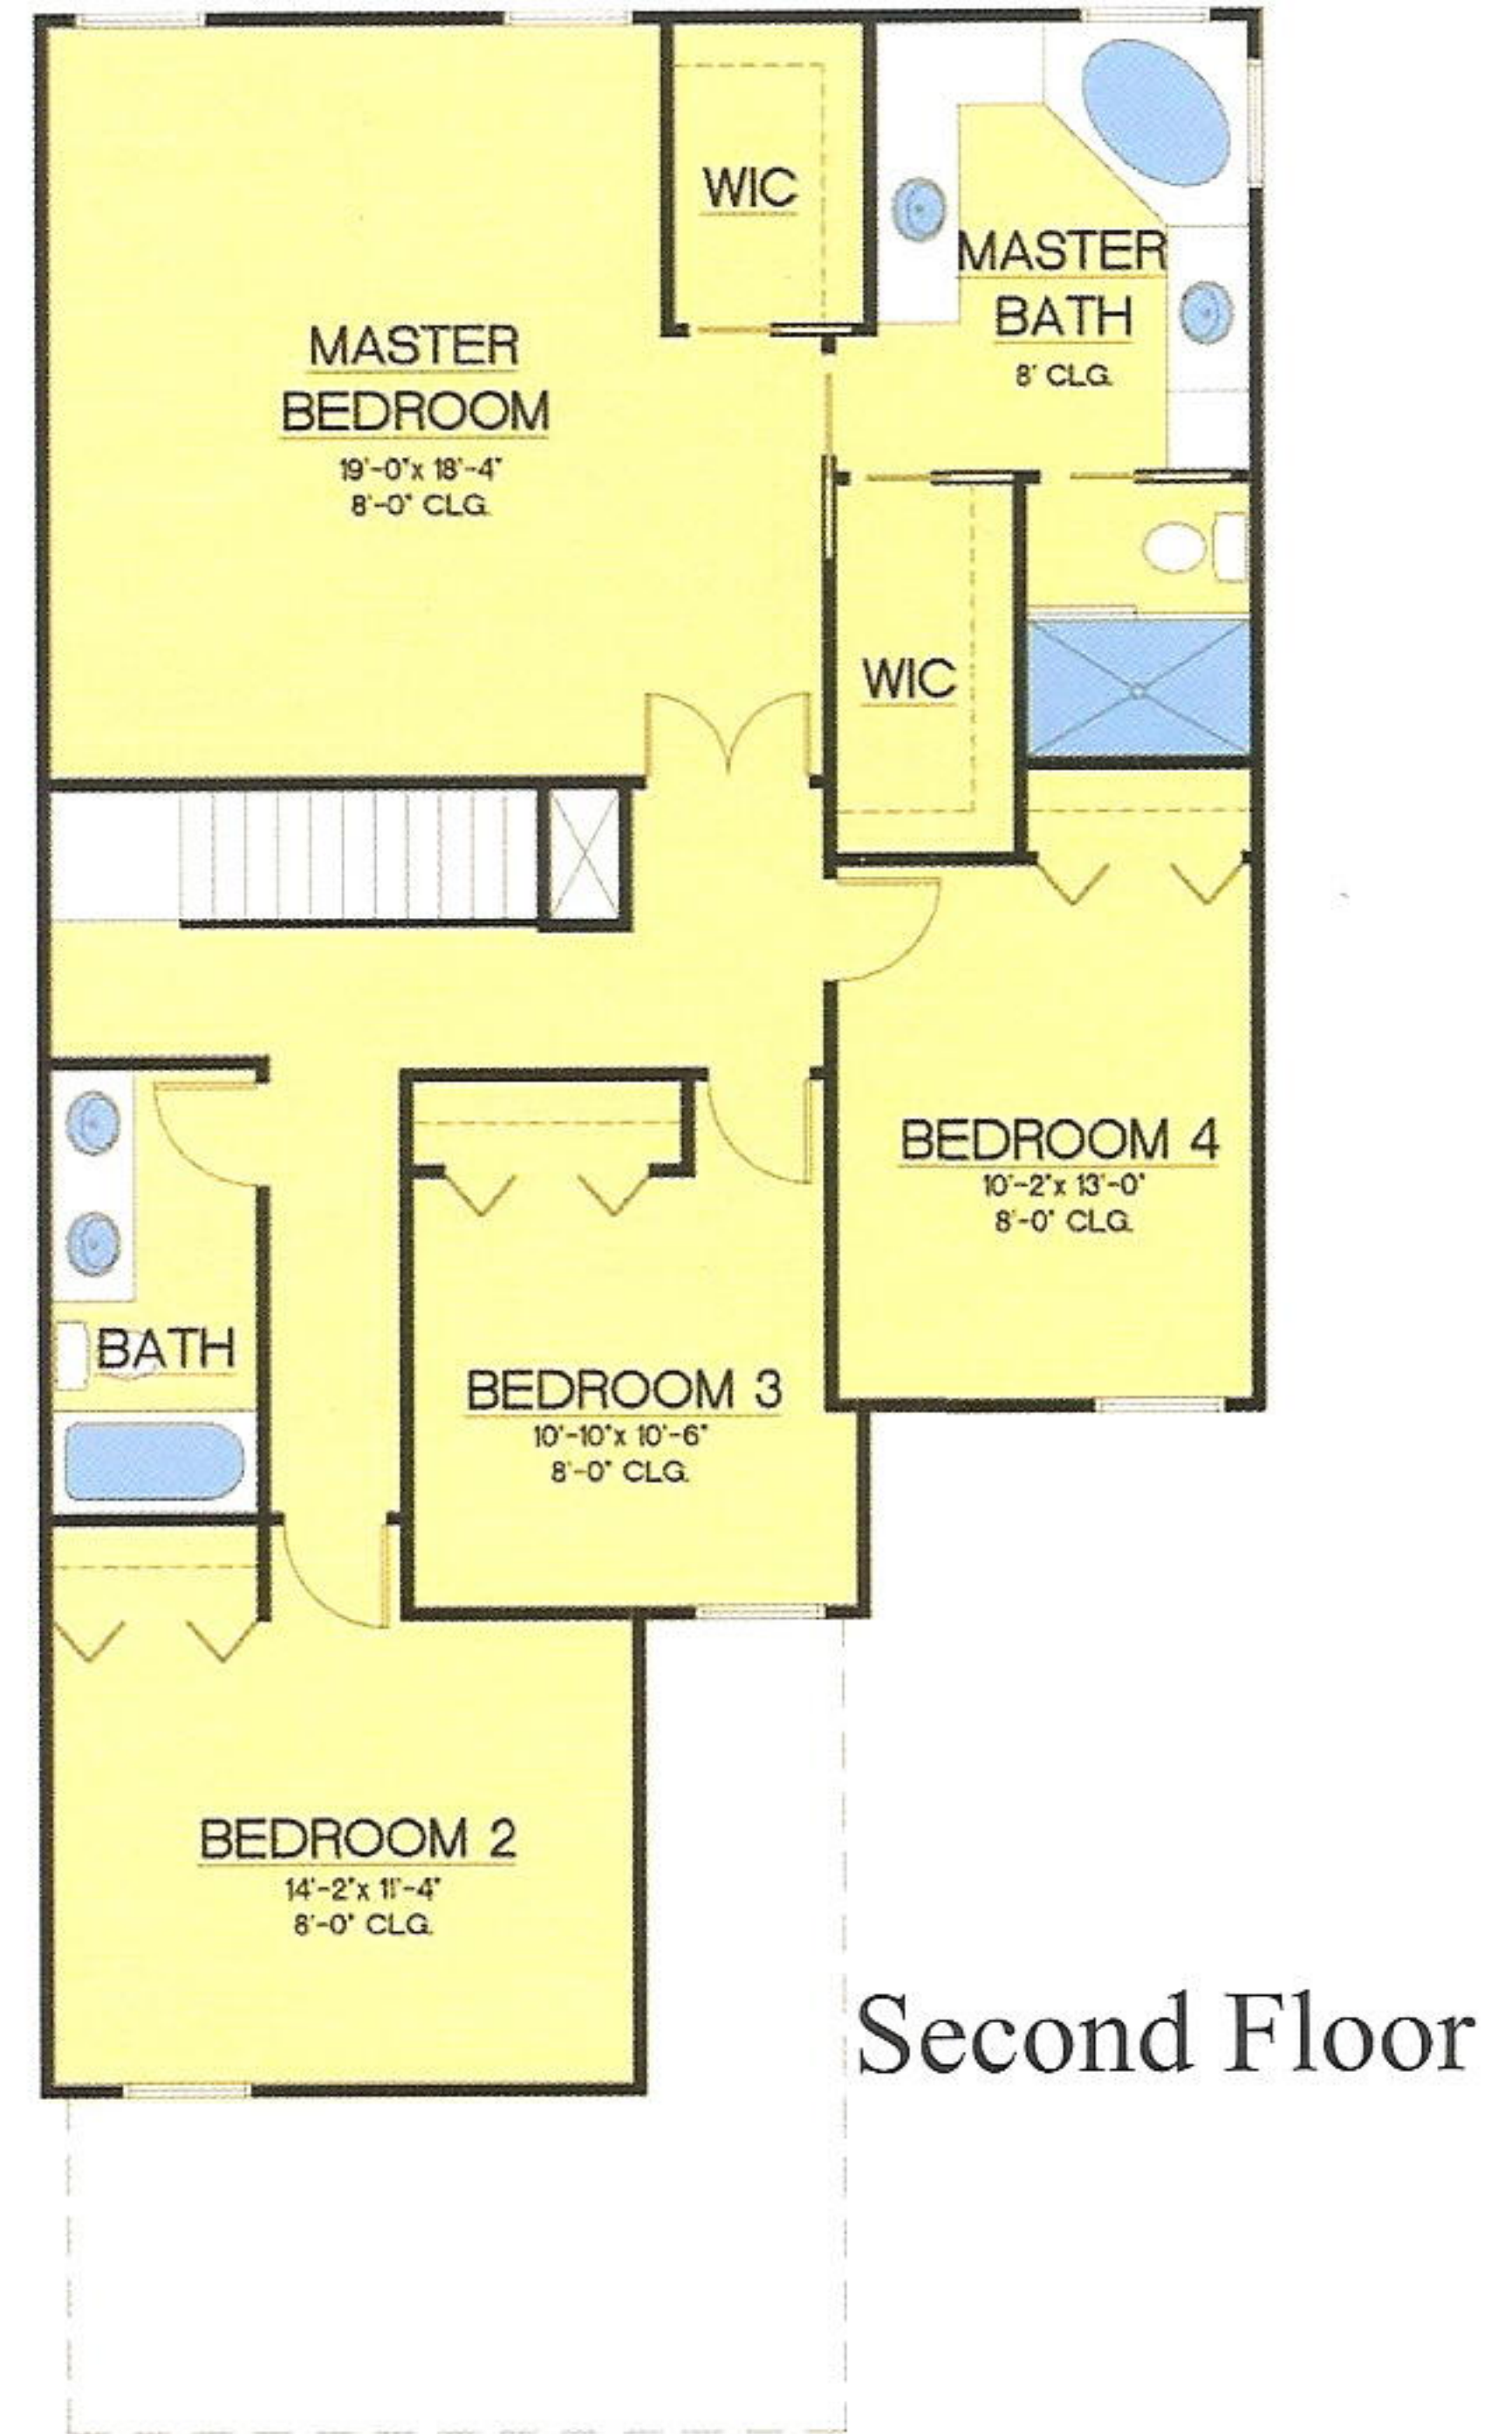 WIC
MASTER
BATH
8' CLG.
MASTER
BEDROOM
19'-0"x 18'-4"
8'-0" CLG.
WIC
BEDROOM 4
10'-2"x 13'-0"
8'-0" CLG.
BATH
BEDROOM 3
10'-10"x 10'-6"
8'-0" CLG.
BEDROOM 2
14'-2"x 11'-4"
8'-0" CLG.
Second Floor